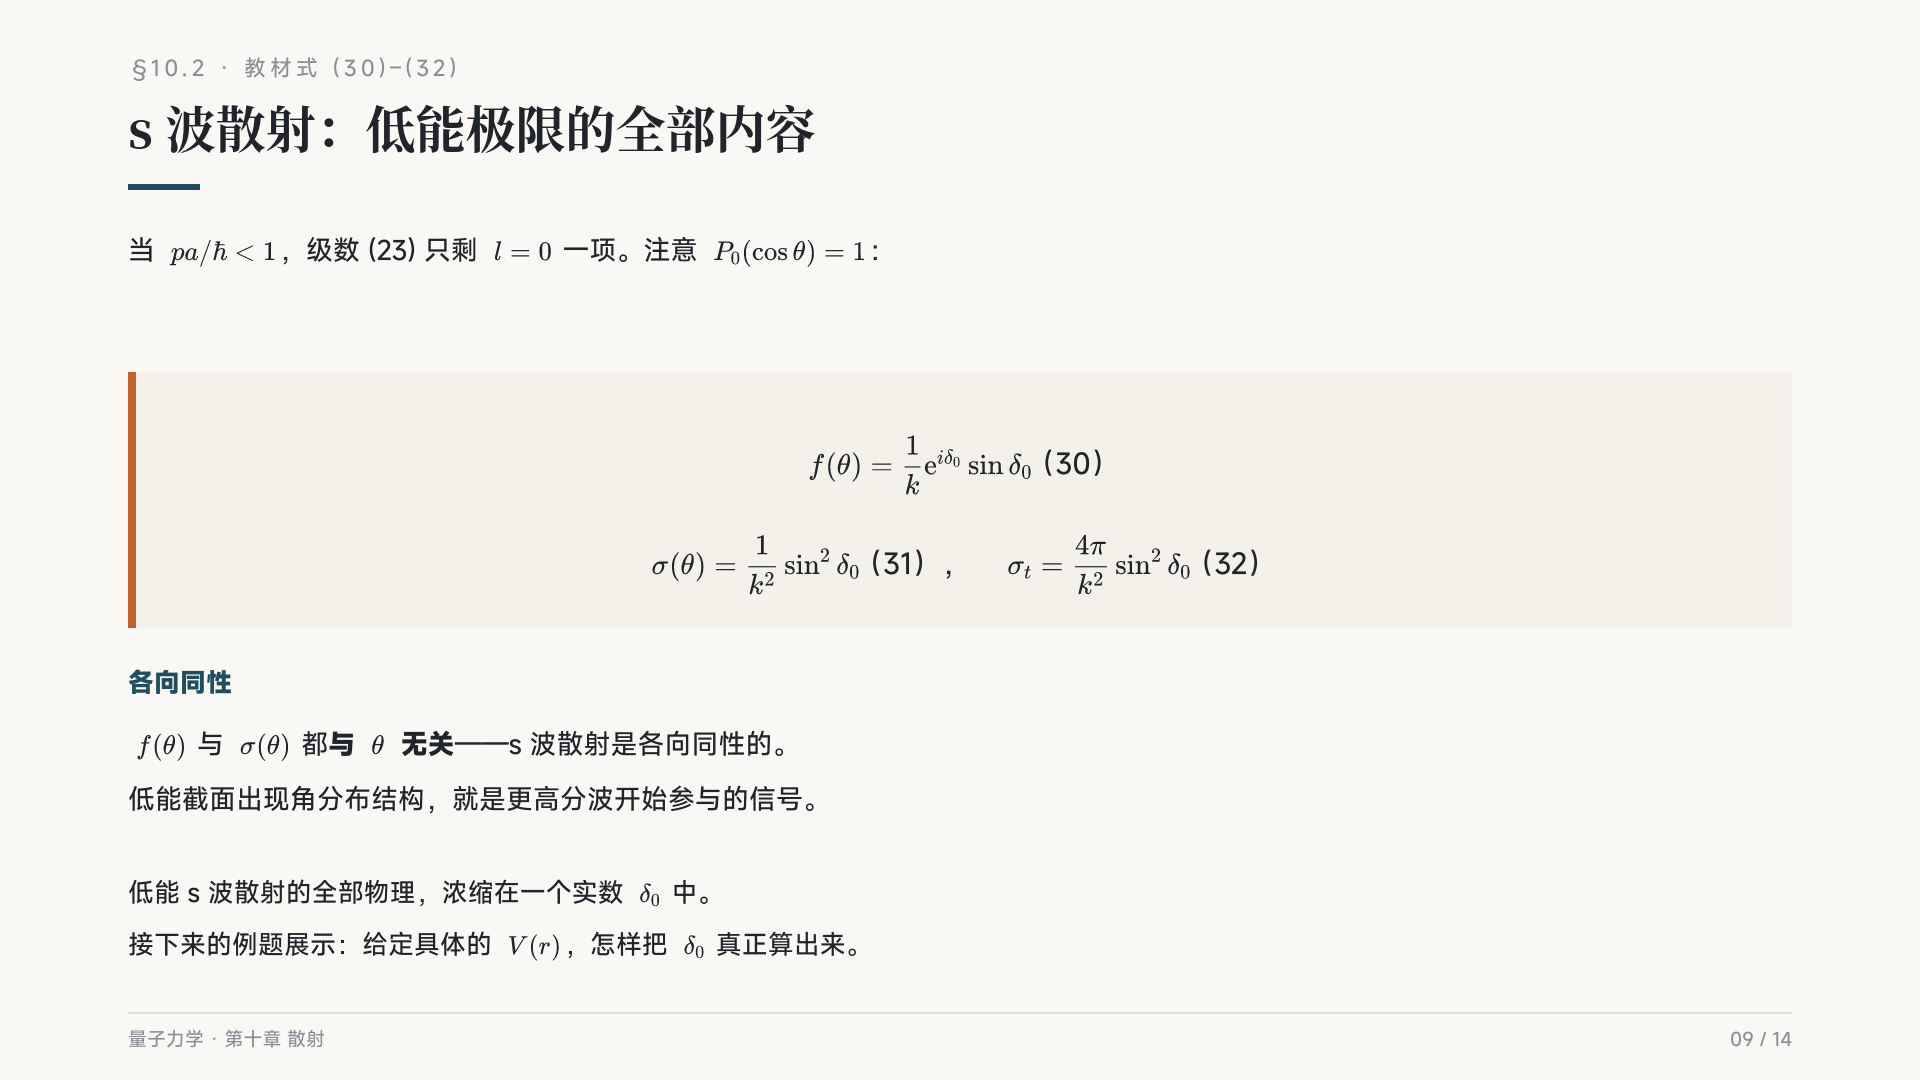 §10.2 · 教材式 (30)–(32)
s 波散射：低能极限的全部内容
当 pa/ℏ < 1，级数 (23) 只剩 l = 0 一项。注意 P₀(cos θ) = 1：
f(θ) = \frac{1}{k} e^{iδ₀} sin δ₀ (30)
σ(θ) = \frac{1}{k²} sin² δ₀ (31) ， σ_t = \frac{4π}{k²} sin² δ₀ (32)
各向同性
f(θ) 与 σ(θ) 都与 θ 无关——s 波散射是各向同性的。
低能截面出现角分布结构，就是更高分波开始参与的信号。
低能 s 波散射的全部物理，浓缩在一个实数 δ₀ 中。
接下来的例题展示：给定具体的 V(r)，怎样把 δ₀ 真正算出来。
量子力学 · 第十章 散射
09 / 14